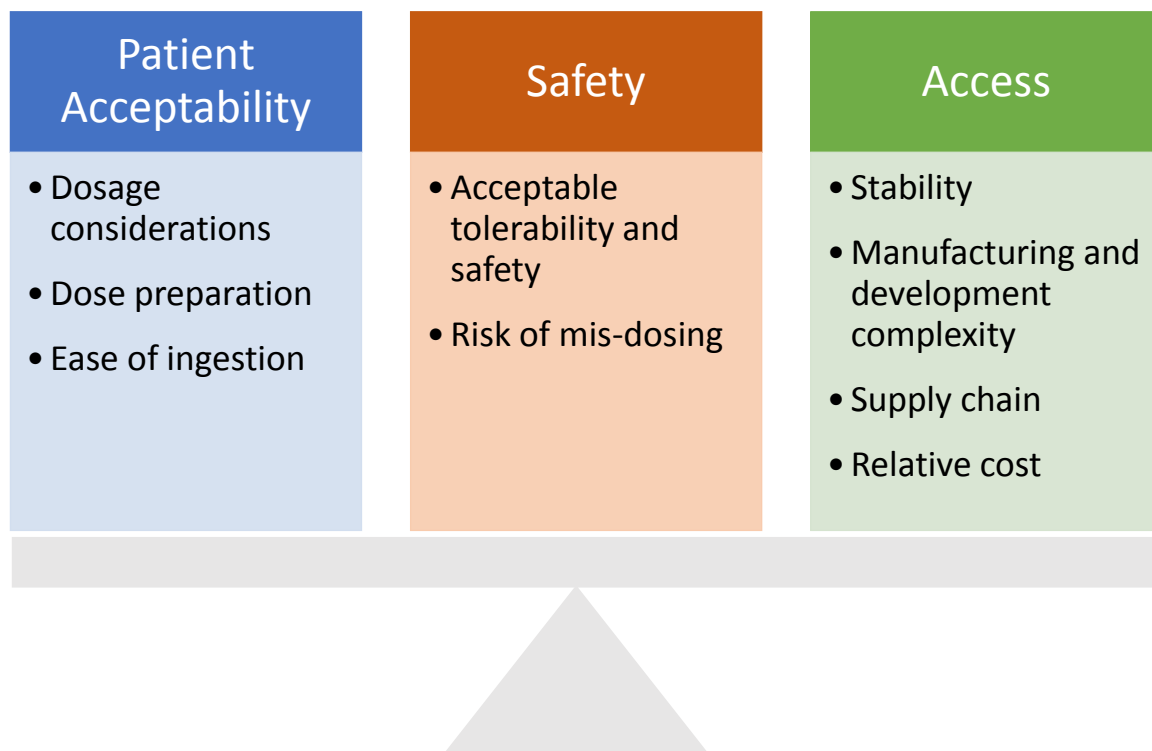 Patient
Acceptability
• Dosage
considerations
• Dose preparation
• Ease of ingestion
Safety
• Acceptable
tolerability and
safety
• Risk of mis-dosing
Access
• Stability
• Manufacturing and
development
complexity
• Supply chain
• Relative cost